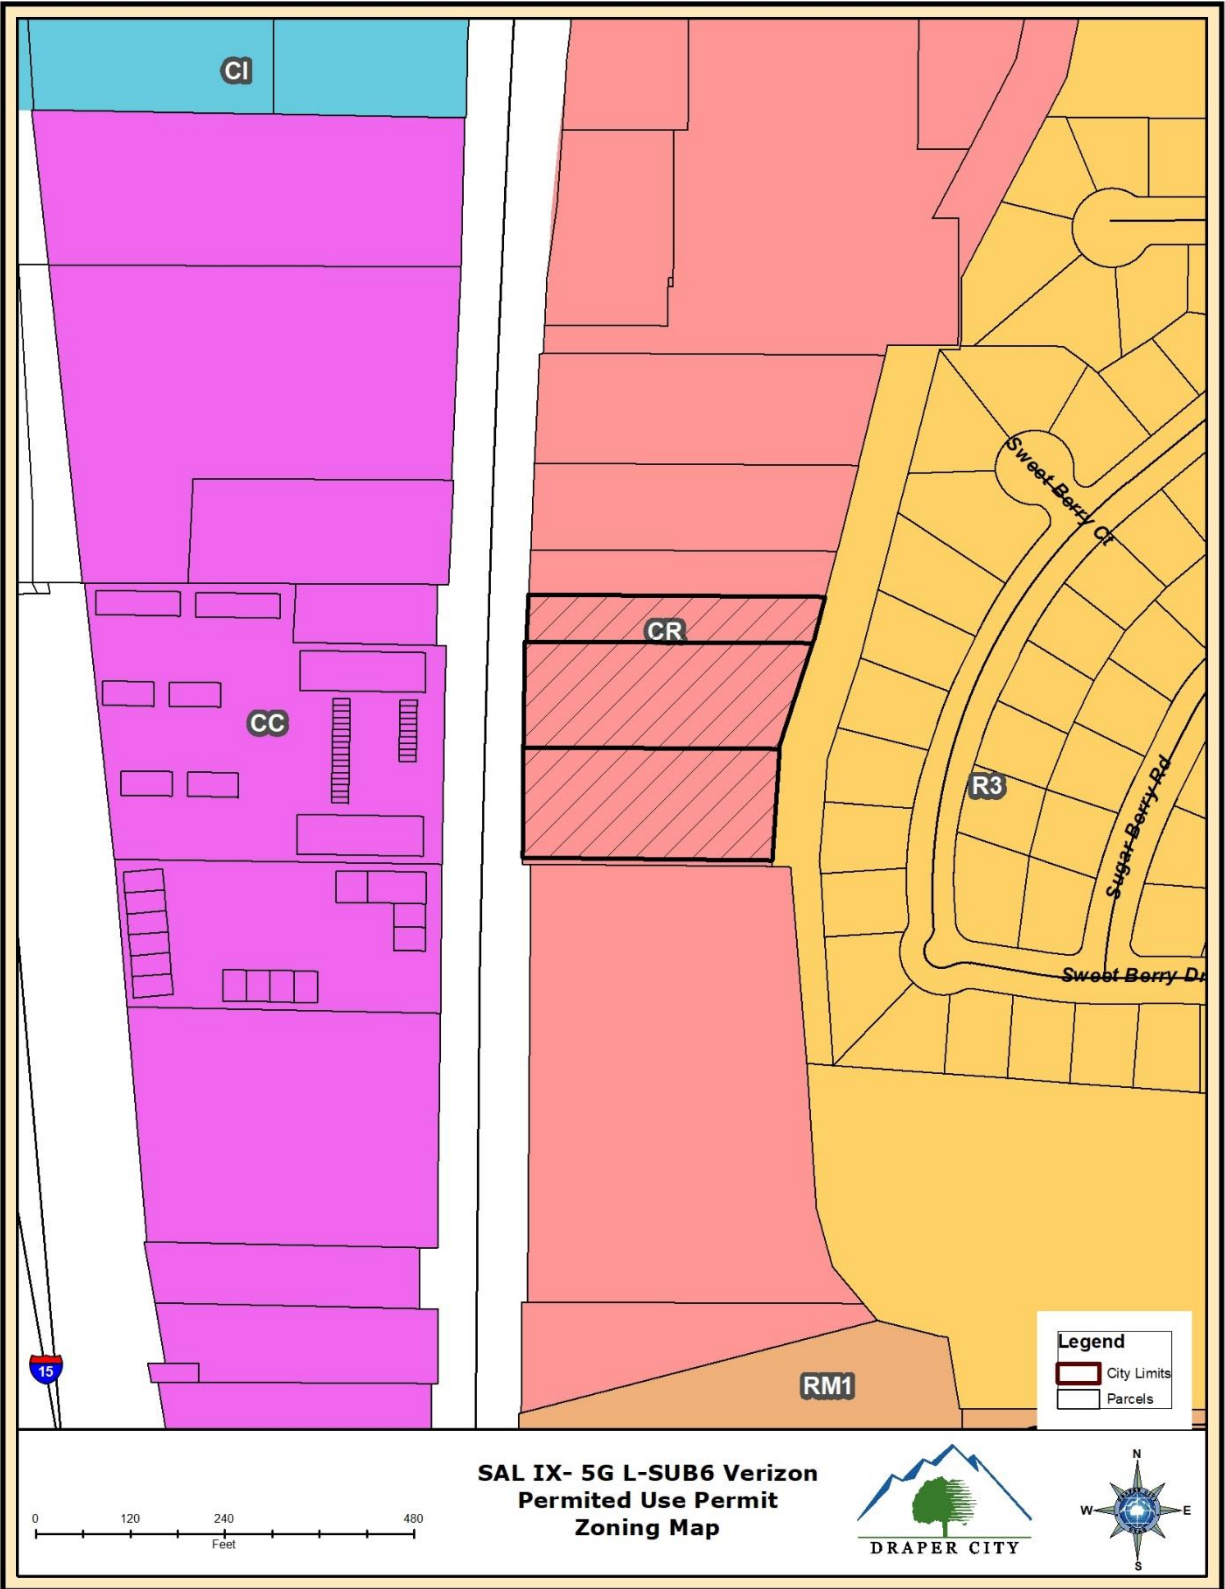 CI
Sweet Berry Ct
CR
CC
R3
Sugar Berry Rd
Sweet Berry Dr
15
RM1
Legend
City Limits
Parcels
SAL IX- 5G L-SUB6 Verizon
Permited Use Permit
Zoning Map
0 120 240 480
Feet
DRAPER CITY
N
W E
S